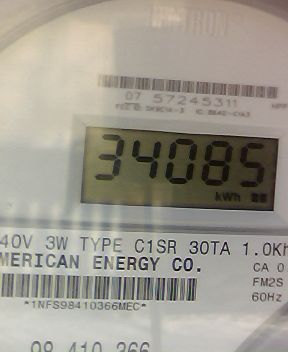 07 57245311
34085
kWh
40V 3W TYPE C1SR 30TA 1.0Kh
MERICAN ENERGY CO.
CA 0.
FM2S
60Hz
*1NFS98410366MEC*
98 410 366